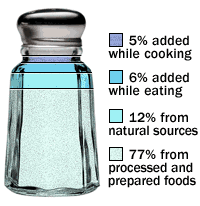 5% added
while cooking
6% added
while eating
12% from
natural sources
77% from
processed and
prepared foods